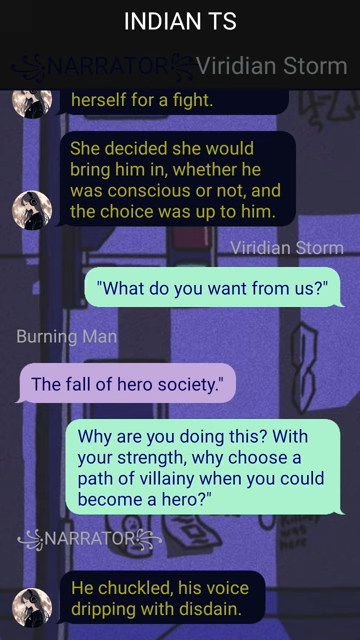 INDIAN TS
꧁NARRATOR꧂ Viridian Storm
herself for a fight.
She decided she would
bring him in, whether he
was conscious or not, and
the choice was up to him.
Viridian Storm
"What do you want from us?"
Burning Man
The fall of hero society."
Why are you doing this? With
your strength, why choose a
path of villainy when you could
become a hero?"
꧁NARRATOR꧂
was
here
He chuckled, his voice
dripping with disdain.